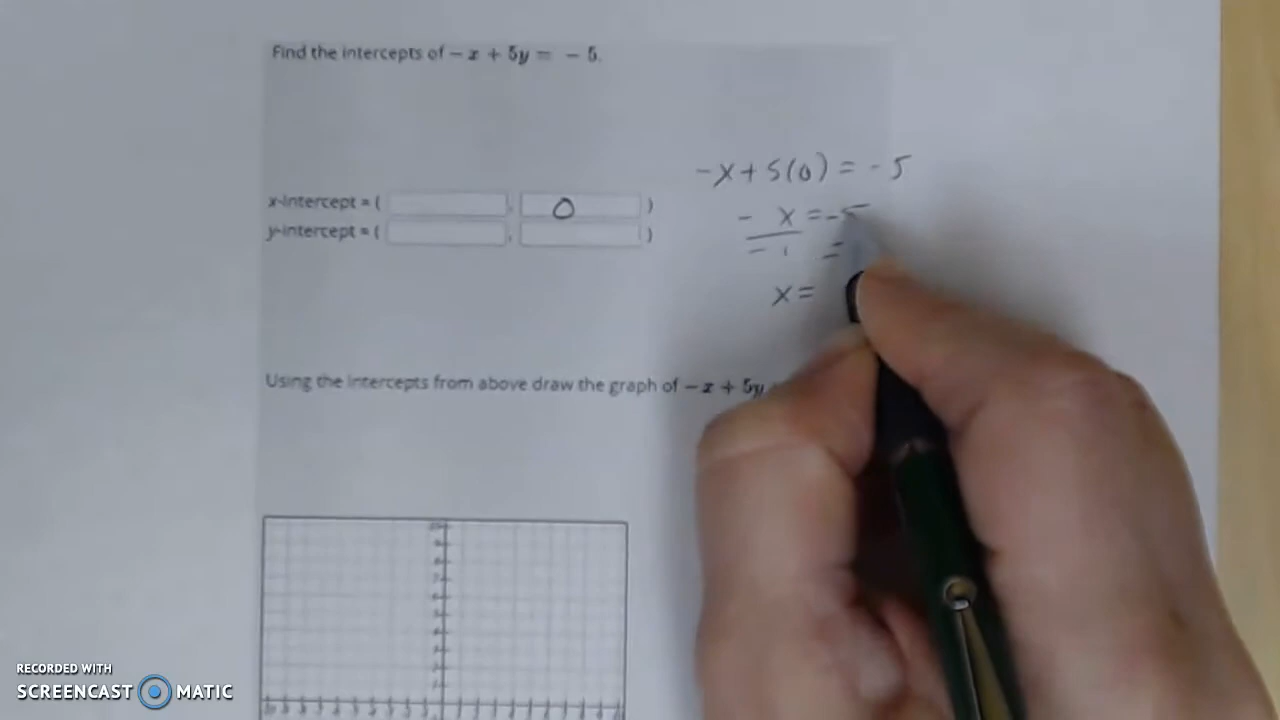 Find the intercepts of −x + 5y = − 5.
-x + 5(0) = -5
x-intercept = ( , 0 )
- x = -5
y-intercept = ( , )
-1
x =
Using the intercepts from above draw the graph of −x + 5y
RECORDED WITH
SCREENCAST MATIC